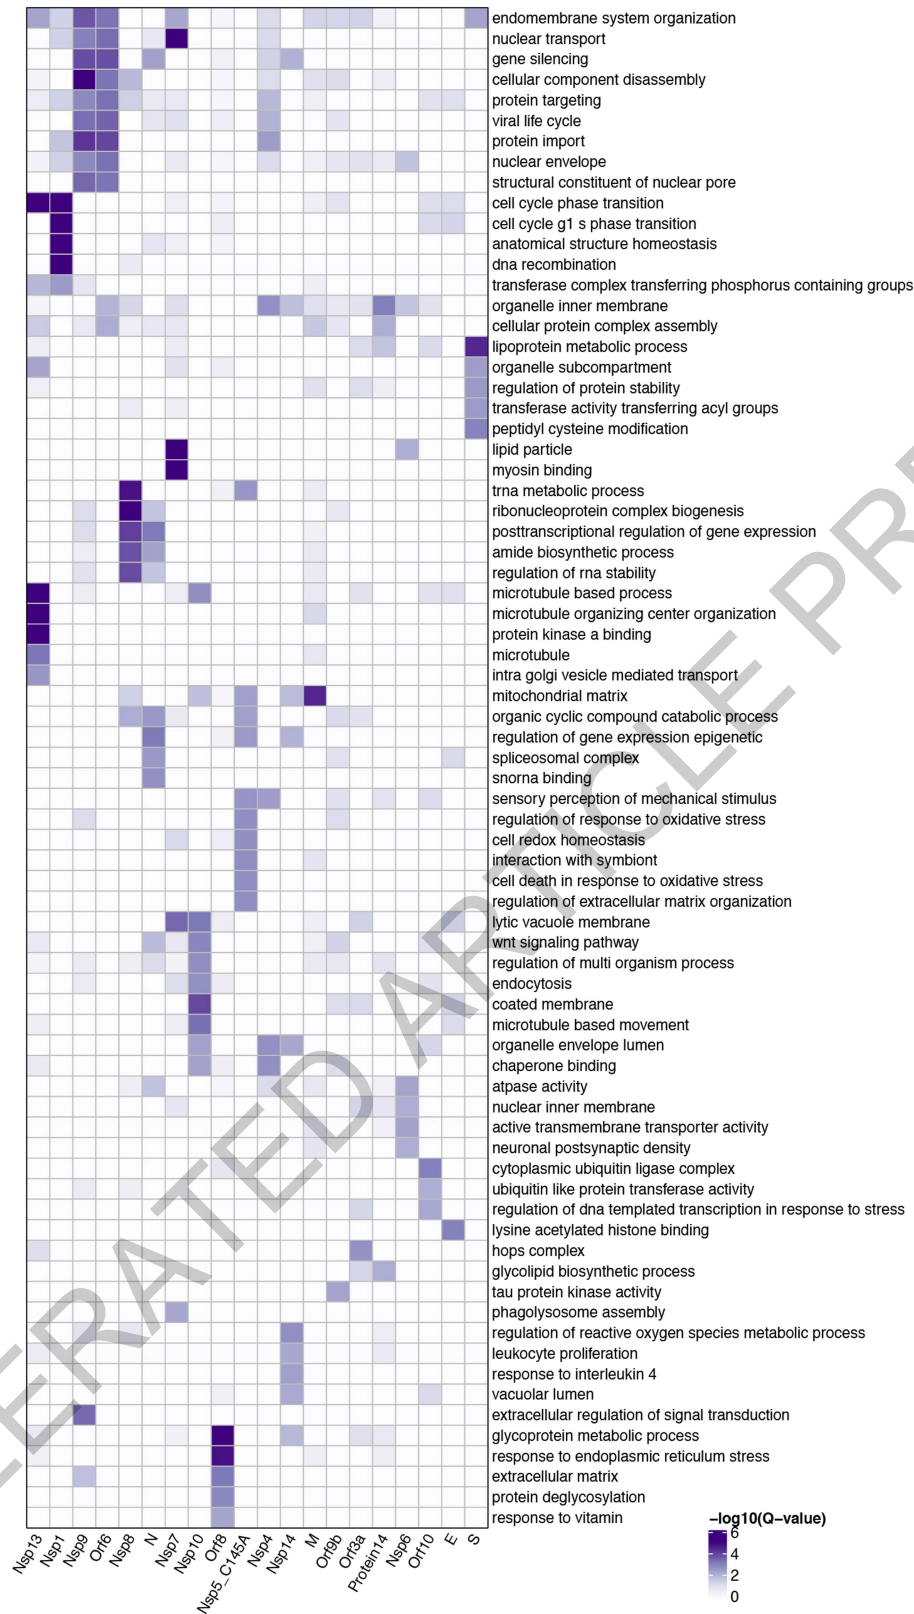 endomembrane system organization
nuclear transport
gene silencing
cellular component disassembly
protein targeting
viral life cycle
protein import
nuclear envelope
structural constituent of nuclear pore
cell cycle phase transition
cell cycle g1 s phase transition
anatomical structure homeostasis
dna recombination
transferase complex transferring phosphorus containing groups
organelle inner membrane
cellular protein complex assembly
lipoprotein metabolic process
organelle subcompartment
regulation of protein stability
transferase activity transferring acyl groups
peptidyl cysteine modification
lipid particle
myosin binding
trna metabolic process
ribonucleoprotein complex biogenesis
posttranscriptional regulation of gene expression
amide biosynthetic process
regulation of rna stability
microtubule based process
microtubule organizing center organization
protein kinase a binding
microtubule
intra golgi vesicle mediated transport
mitochondrial matrix
organic cyclic compound catabolic process
regulation of gene expression epigenetic
spliceosomal complex
snorna binding
sensory perception of mechanical stimulus
regulation of response to oxidative stress
cell redox homeostasis
interaction with symbiont
cell death in response to oxidative stress
regulation of extracellular matrix organization
lytic vacuole membrane
wnt signaling pathway
regulation of multi organism process
endocytosis
coated membrane
microtubule based movement
organelle envelope lumen
chaperone binding
atpase activity
nuclear inner membrane
active transmembrane transporter activity
neuronal postsynaptic density
cytoplasmic ubiquitin ligase complex
ubiquitin like protein transferase activity
regulation of dna templated transcription in response to stress
lysine acetylated histone binding
hops complex
glycolipid biosynthetic process
tau protein kinase activity
phagolysosome assembly
regulation of reactive oxygen species metabolic process
leukocyte proliferation
response to interleukin 4
vacuolar lumen
extracellular regulation of signal transduction
glycoprotein metabolic process
response to endoplasmic reticulum stress
extracellular matrix
protein deglycosylation
response to vitamin
Nsp13
Nsp1
Nsp9
Orf6
Nsp8
N
Nsp7
Nsp10
Orf8
Nsp5_C145A
Nsp4
Nsp14
M
Orf9b
Orf3a
Protein14
Nsp6
Orf10
E
S
−log10(Q−value)
6
4
2
0
ERATED ARTICLE PR